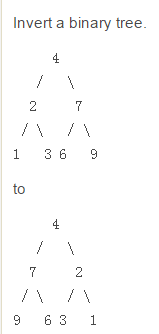 Invert a binary tree.
     4
   /   \
  2     7
 / \   / \
1   3 6   9
to
     4
   /   \
  7     2
 / \   / \
9   6 3   1